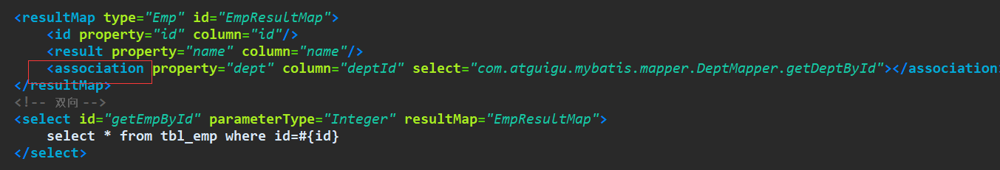 <resultMap type="Emp" id="EmpResultMap">
<id property="id" column="id"/>
<result property="name" column="name"/>
<association property="dept" column="deptId" select="com.atguigu.mybatis.mapper.DeptMapper.getDeptById"></association
</resultMap>
<!-- 双向 -->
<select id="getEmpById" parameterType="Integer" resultMap="EmpResultMap">
select * from tbl_emp where id=#{id}
</select>